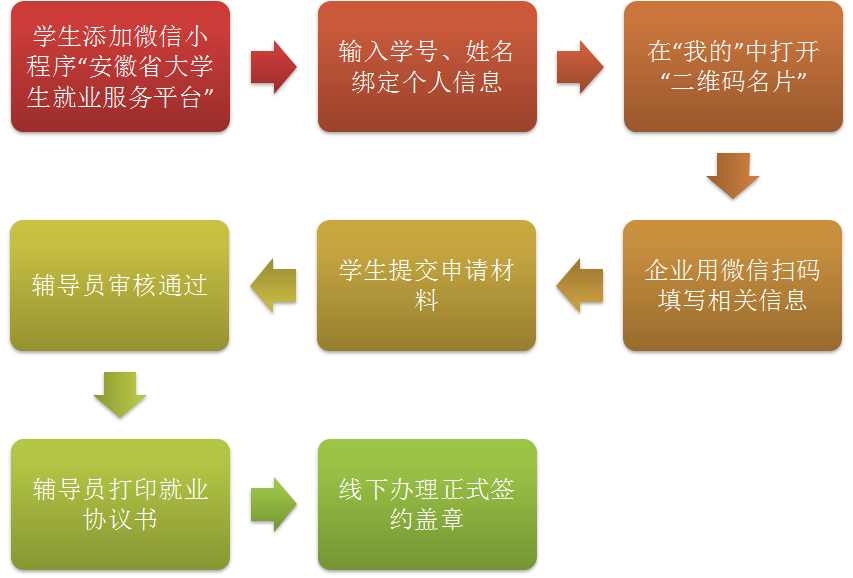 学生添加微信小
程序“安徽省大学
生就业服务平台”
输入学号、姓名
绑定个人信息
在“我的”中打开
“二维码名片”
企业用微信扫码
填写相关信息
学生提交申请材
料
辅导员审核通过
辅导员打印就业
协议书
线下办理正式签
约盖章